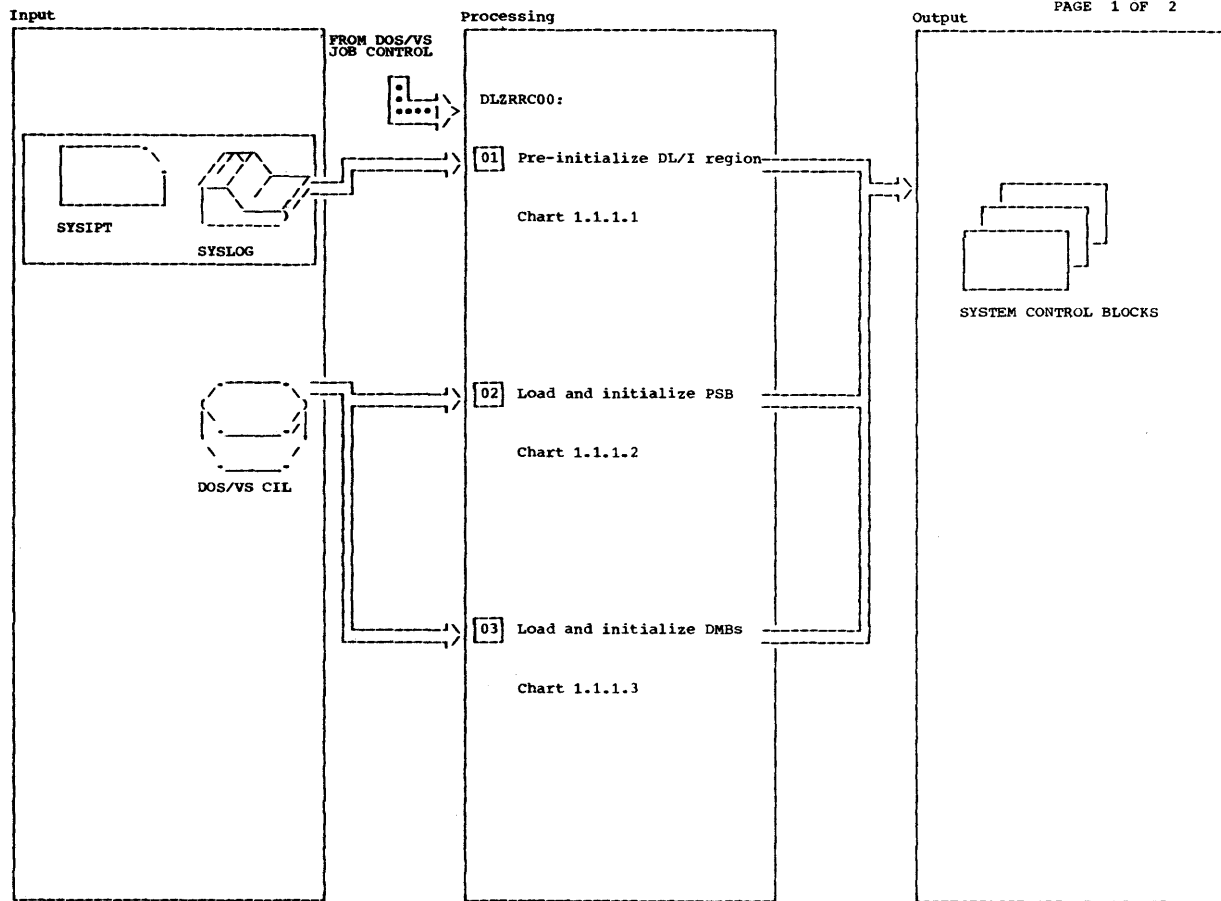 PAGE 1 OF 2
Input
Processing
Output
FROM DOS/VS
JOB CONTROL
DLZRRC00:
01 Pre-initialize DL/I region
Chart 1.1.1.1
SYSIPT
SYSLOG
SYSTEM CONTROL BLOCKS
02 Load and initialize PSB
Chart 1.1.1.2
DOS/VS CIL
03 Load and initialize DMBs
Chart 1.1.1.3